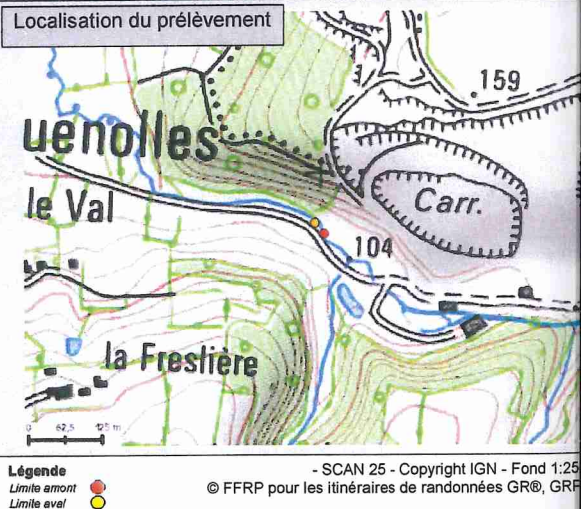 Localisation du prélèvement
159
uenolles
le Val
Carr.
104
la Freslière
0 62,5 125 m
Légende
Limite amont
Limite aval
- SCAN 25 - Copyright IGN - Fond 1:25
© FFRP pour les itinéraires de randonnées GR®, GRP